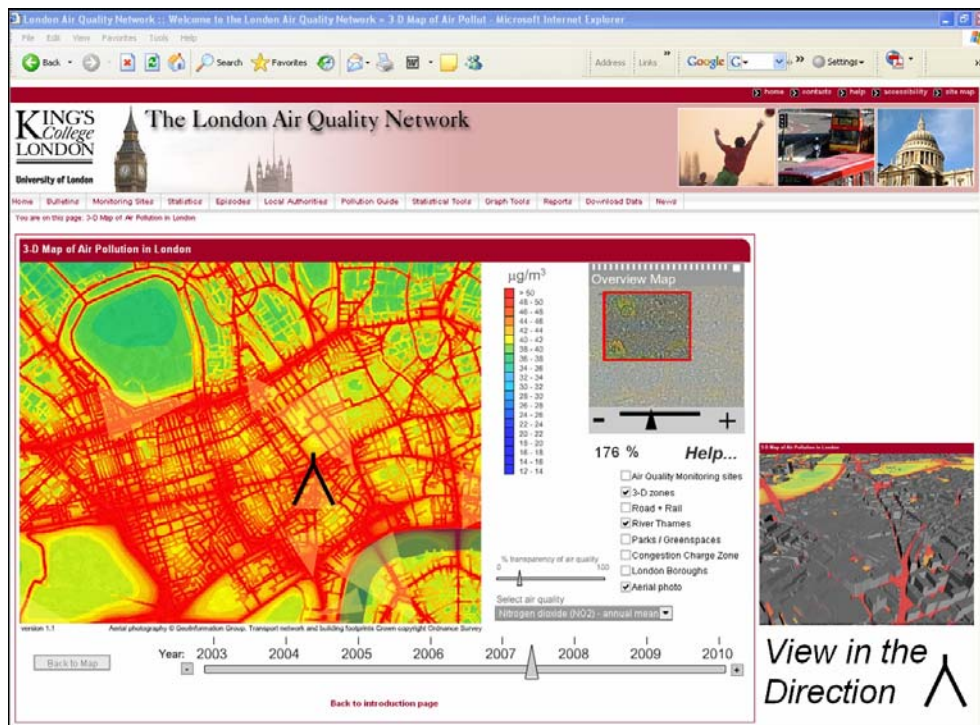 London Air Quality Network :: Welcome to the London Air Quality Network » 3-D Map of Air Pollut - Microsoft Internet Explorer
File Edit View Favorites Tools Help
Back Search Favorites Address Links » Google G » Settings
home contacts help accessibility site map
KING'S
College
LONDON
University of London
The London Air Quality Network
Home Bulletins Monitoring Sites Statistics Episodes Local Authorities Pollution Guide Statistical Tools Graph Tools Reports Download Data News
You are on this page: 3-D Map of Air Pollution in London
3-D Map of Air Pollution in London
µg/m³
> 50
48 - 50
46 - 48
44 - 46
42 - 44
40 - 42
38 - 40
36 - 38
34 - 36
32 - 34
30 - 32
28 - 30
26 - 28
24 - 26
22 - 24
20 - 22
18 - 20
16 - 18
14 - 16
12 - 14
Overview Map
- +
176 % Help...
Air Quality Monitoring sites
3-D zones
Road + Rail
River Thames
Parks / Greenspaces
Congestion Charge Zone
London Boroughs
Aerial photo
% transparency of air quality
0 100
Select air quality
Nitrogen dioxide (NO2) - annual mean
version 1.1 Aerial photography © GeoInformation Group. Transport network and building footprints Crown copyright Ordnance Survey
Back to Map
Year: 2003 2004 2005 2006 2007 2008 2009 2010
- +
Back to introduction page
3-D Map of Air Pollution in London
View in the
Direction